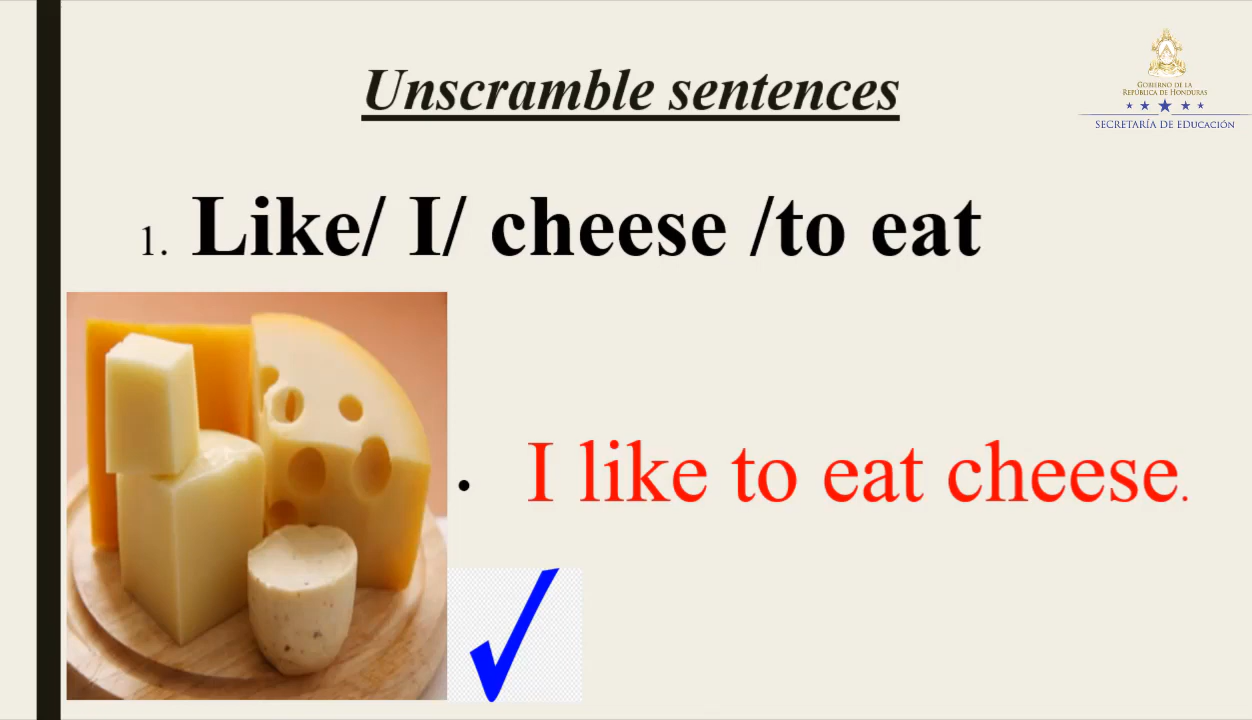 Unscramble sentences
GOBIERNO DE LA
REPÚBLICA DE HONDURAS
SECRETARÍA DE EDUCACIÓN
1. Like/ I/ cheese /to eat
• I like to eat cheese.